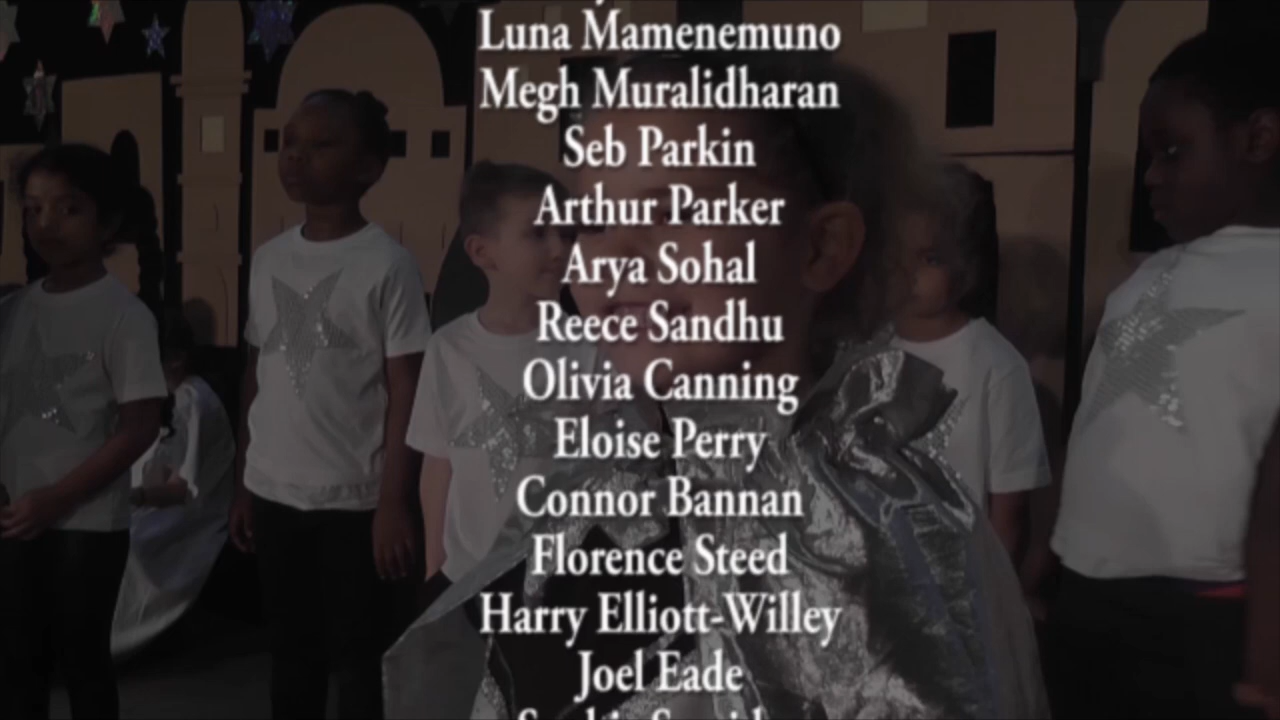 Luna Mamenemuno
Megh Muralidharan
Seb Parkin
Arthur Parker
Arya Sohal
Reece Sandhu
Olivia Canning
Eloise Perry
Connor Bannan
Florence Steed
Harry Elliott-Willey
Joel Eade